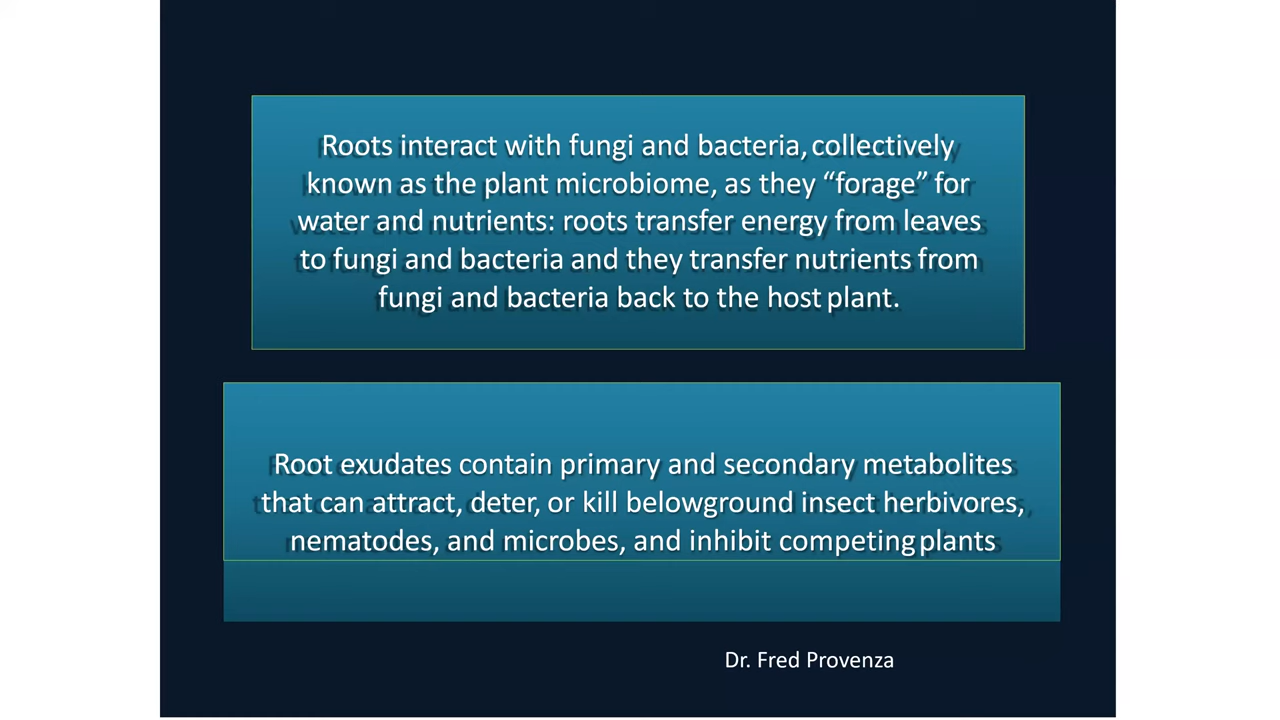 Roots interact with fungi and bacteria, collectively
known as the plant microbiome, as they “forage” for
water and nutrients: roots transfer energy from leaves
to fungi and bacteria and they transfer nutrients from
fungi and bacteria back to the host plant.
Root exudates contain primary and secondary metabolites
that can attract, deter, or kill belowground insect herbivores,
nematodes, and microbes, and inhibit competing plants
Dr. Fred Provenza